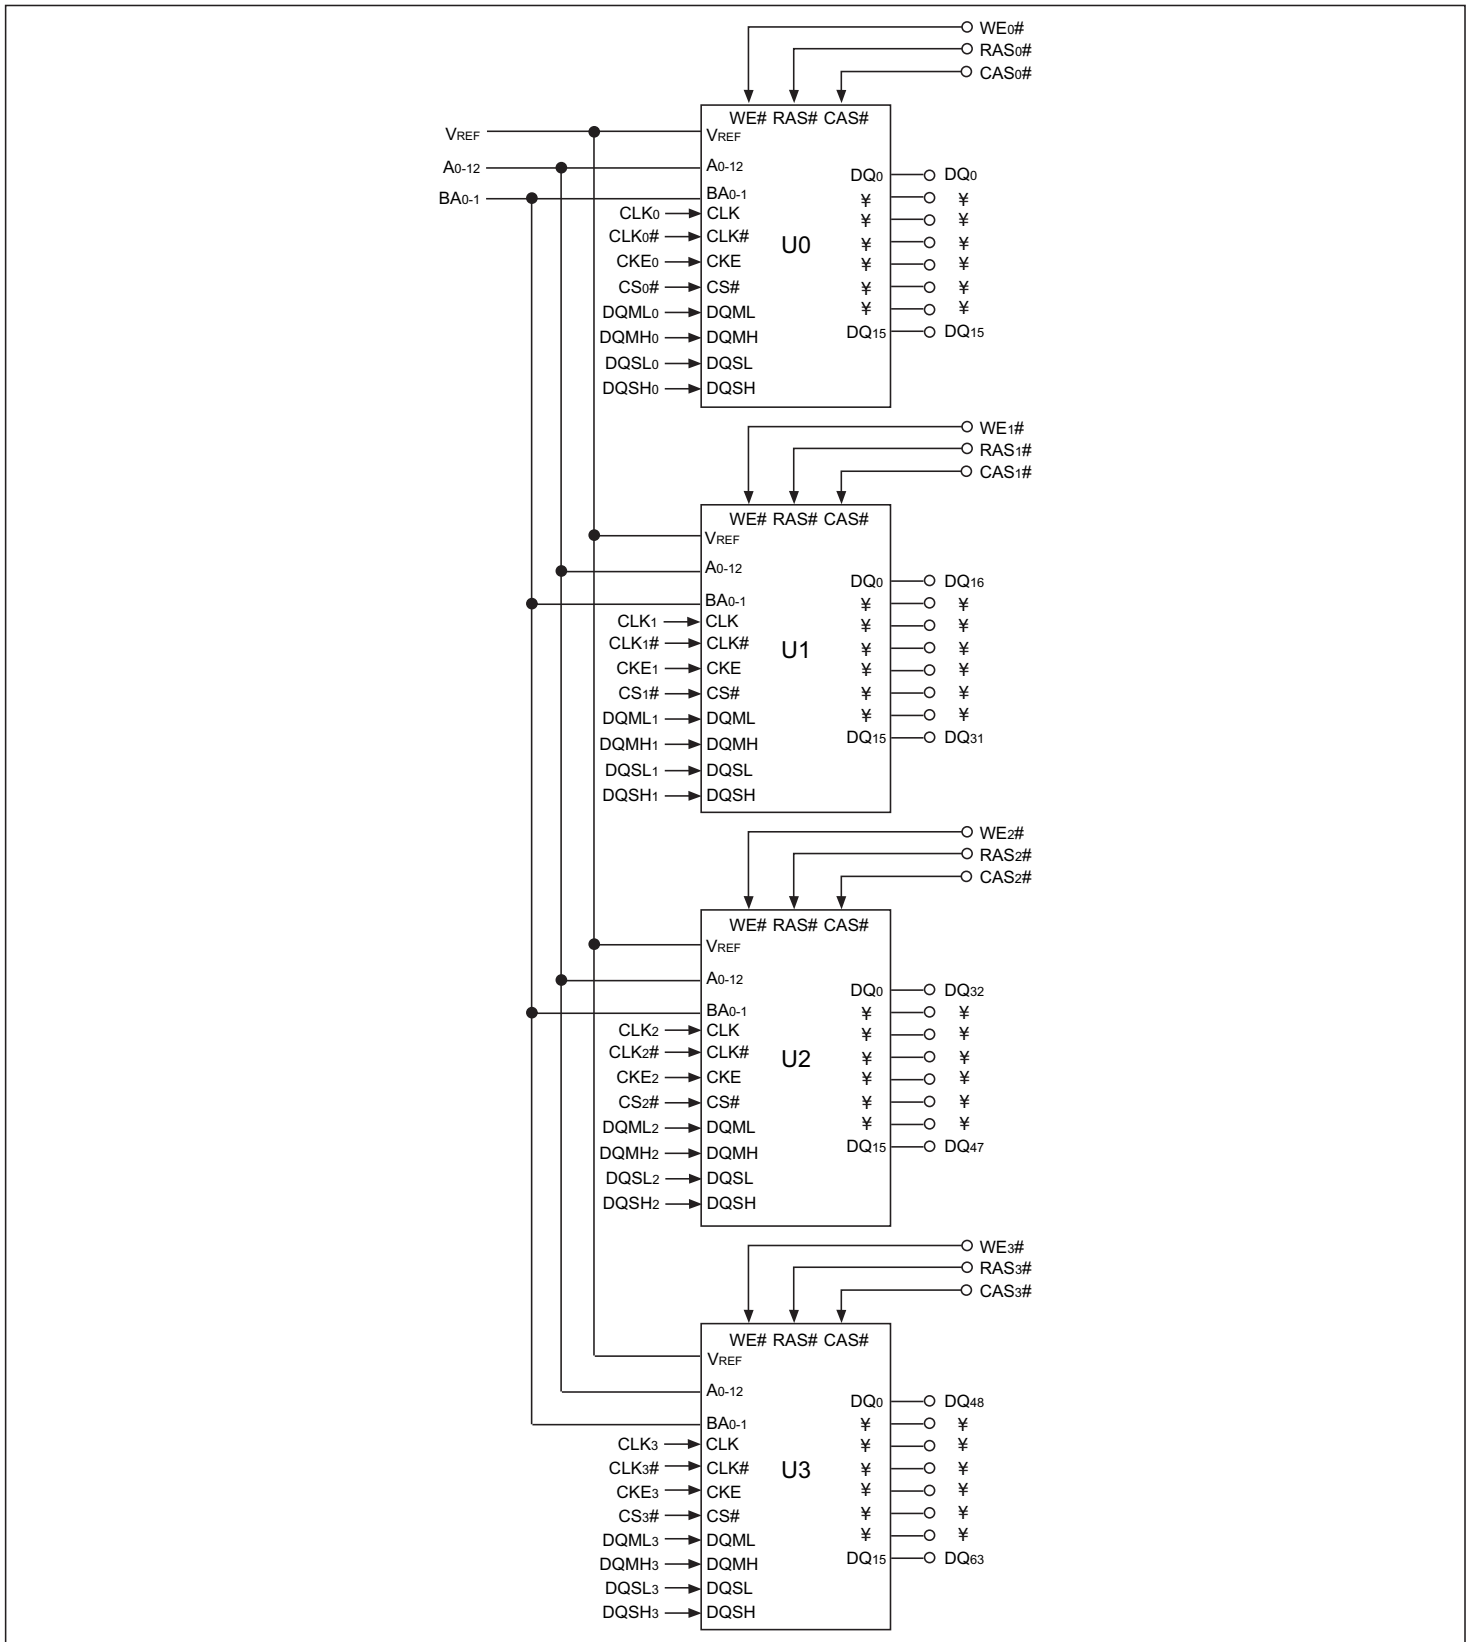 WE0#
RAS0#
CAS0#
WE# RAS# CAS#
VREF VREF
A0-12 A0-12
DQ0 DQ0
BA0-1 BA0-1
¥ ¥
CLK0 CLK
¥ ¥
CLK0# CLK#
U0
¥ ¥
CKE0 CKE
¥ ¥
CS0# CS#
¥ ¥
DQML0 DQML
¥ ¥
DQMH0 DQMH
DQ15 DQ15
DQSL0 DQSL
DQSH0 DQSH
WE1#
RAS1#
CAS1#
WE# RAS# CAS#
VREF
A0-12
DQ0 DQ16
BA0-1
¥ ¥
CLK1 CLK
¥ ¥
CLK1# CLK#
U1
¥ ¥
CKE1 CKE
¥ ¥
CS1# CS#
¥ ¥
DQML1 DQML
¥ ¥
DQMH1 DQMH
DQ15 DQ31
DQSL1 DQSL
DQSH1 DQSH
WE2#
RAS2#
CAS2#
WE# RAS# CAS#
VREF
A0-12
DQ0 DQ32
BA0-1
¥ ¥
CLK2 CLK
¥ ¥
CLK2# CLK#
U2
¥ ¥
CKE2 CKE
¥ ¥
CS2# CS#
¥ ¥
DQML2 DQML
¥ ¥
DQMH2 DQMH
DQ15 DQ47
DQSL2 DQSL
DQSH2 DQSH
WE3#
RAS3#
CAS3#
WE# RAS# CAS#
VREF
A0-12
DQ0 DQ48
BA0-1
¥ ¥
CLK3 CLK
¥ ¥
CLK3# CLK#
U3
¥ ¥
CKE3 CKE
¥ ¥
CS3# CS#
¥ ¥
DQML3 DQML
¥ ¥
DQMH3 DQMH
DQ15 DQ63
DQSL3 DQSL
DQSH3 DQSH